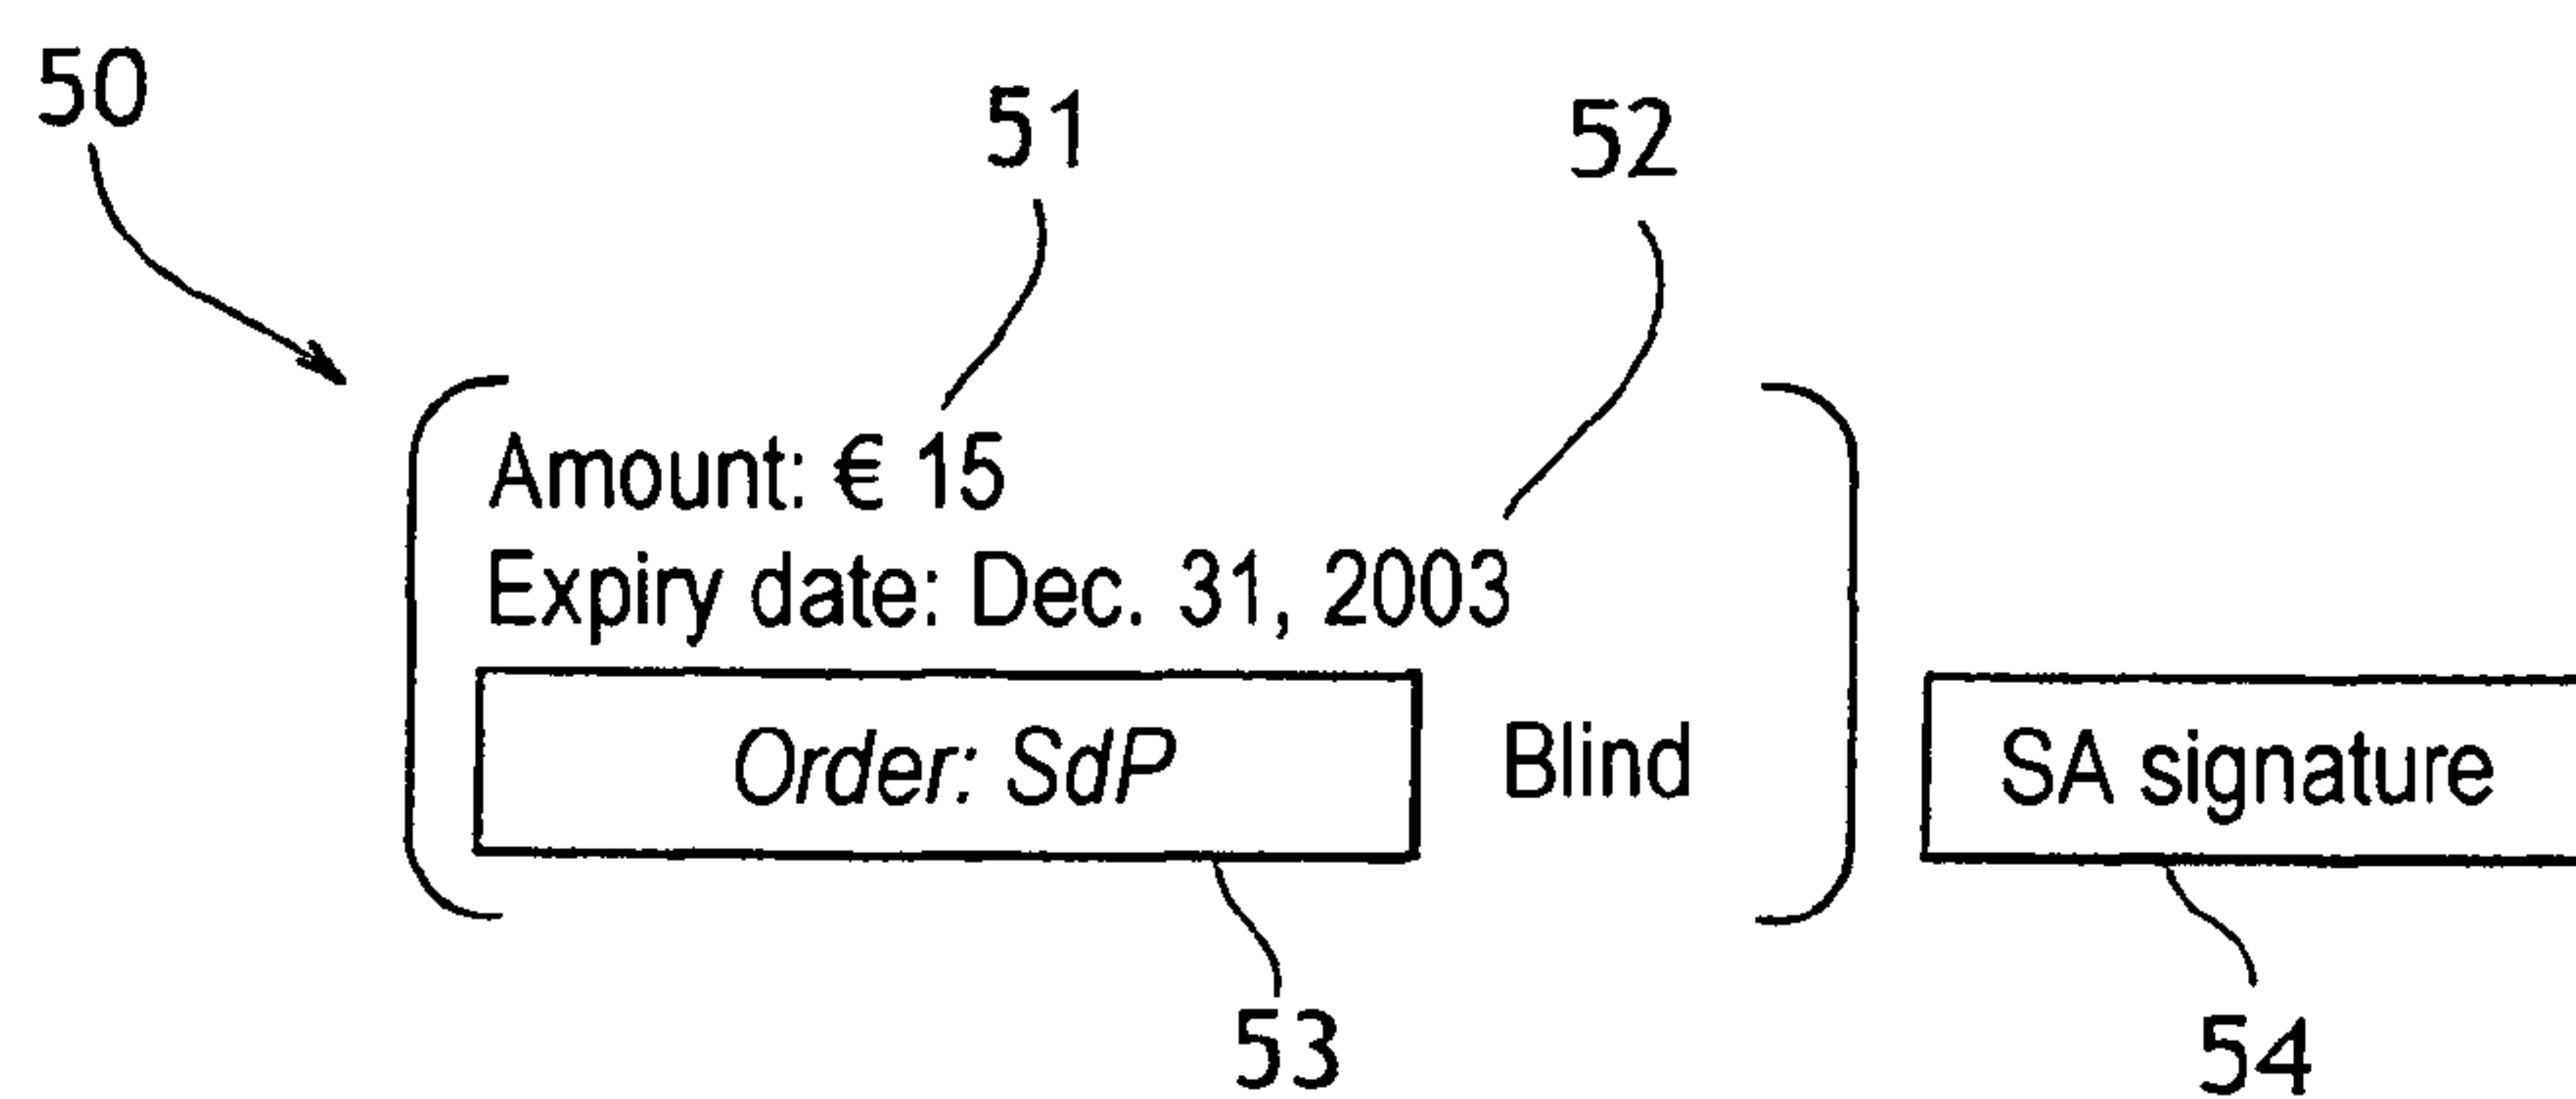 50
51
52
Amount: € 15
Expiry date: Dec. 31, 2003
Order: SdP Blind
SA signature
53
54